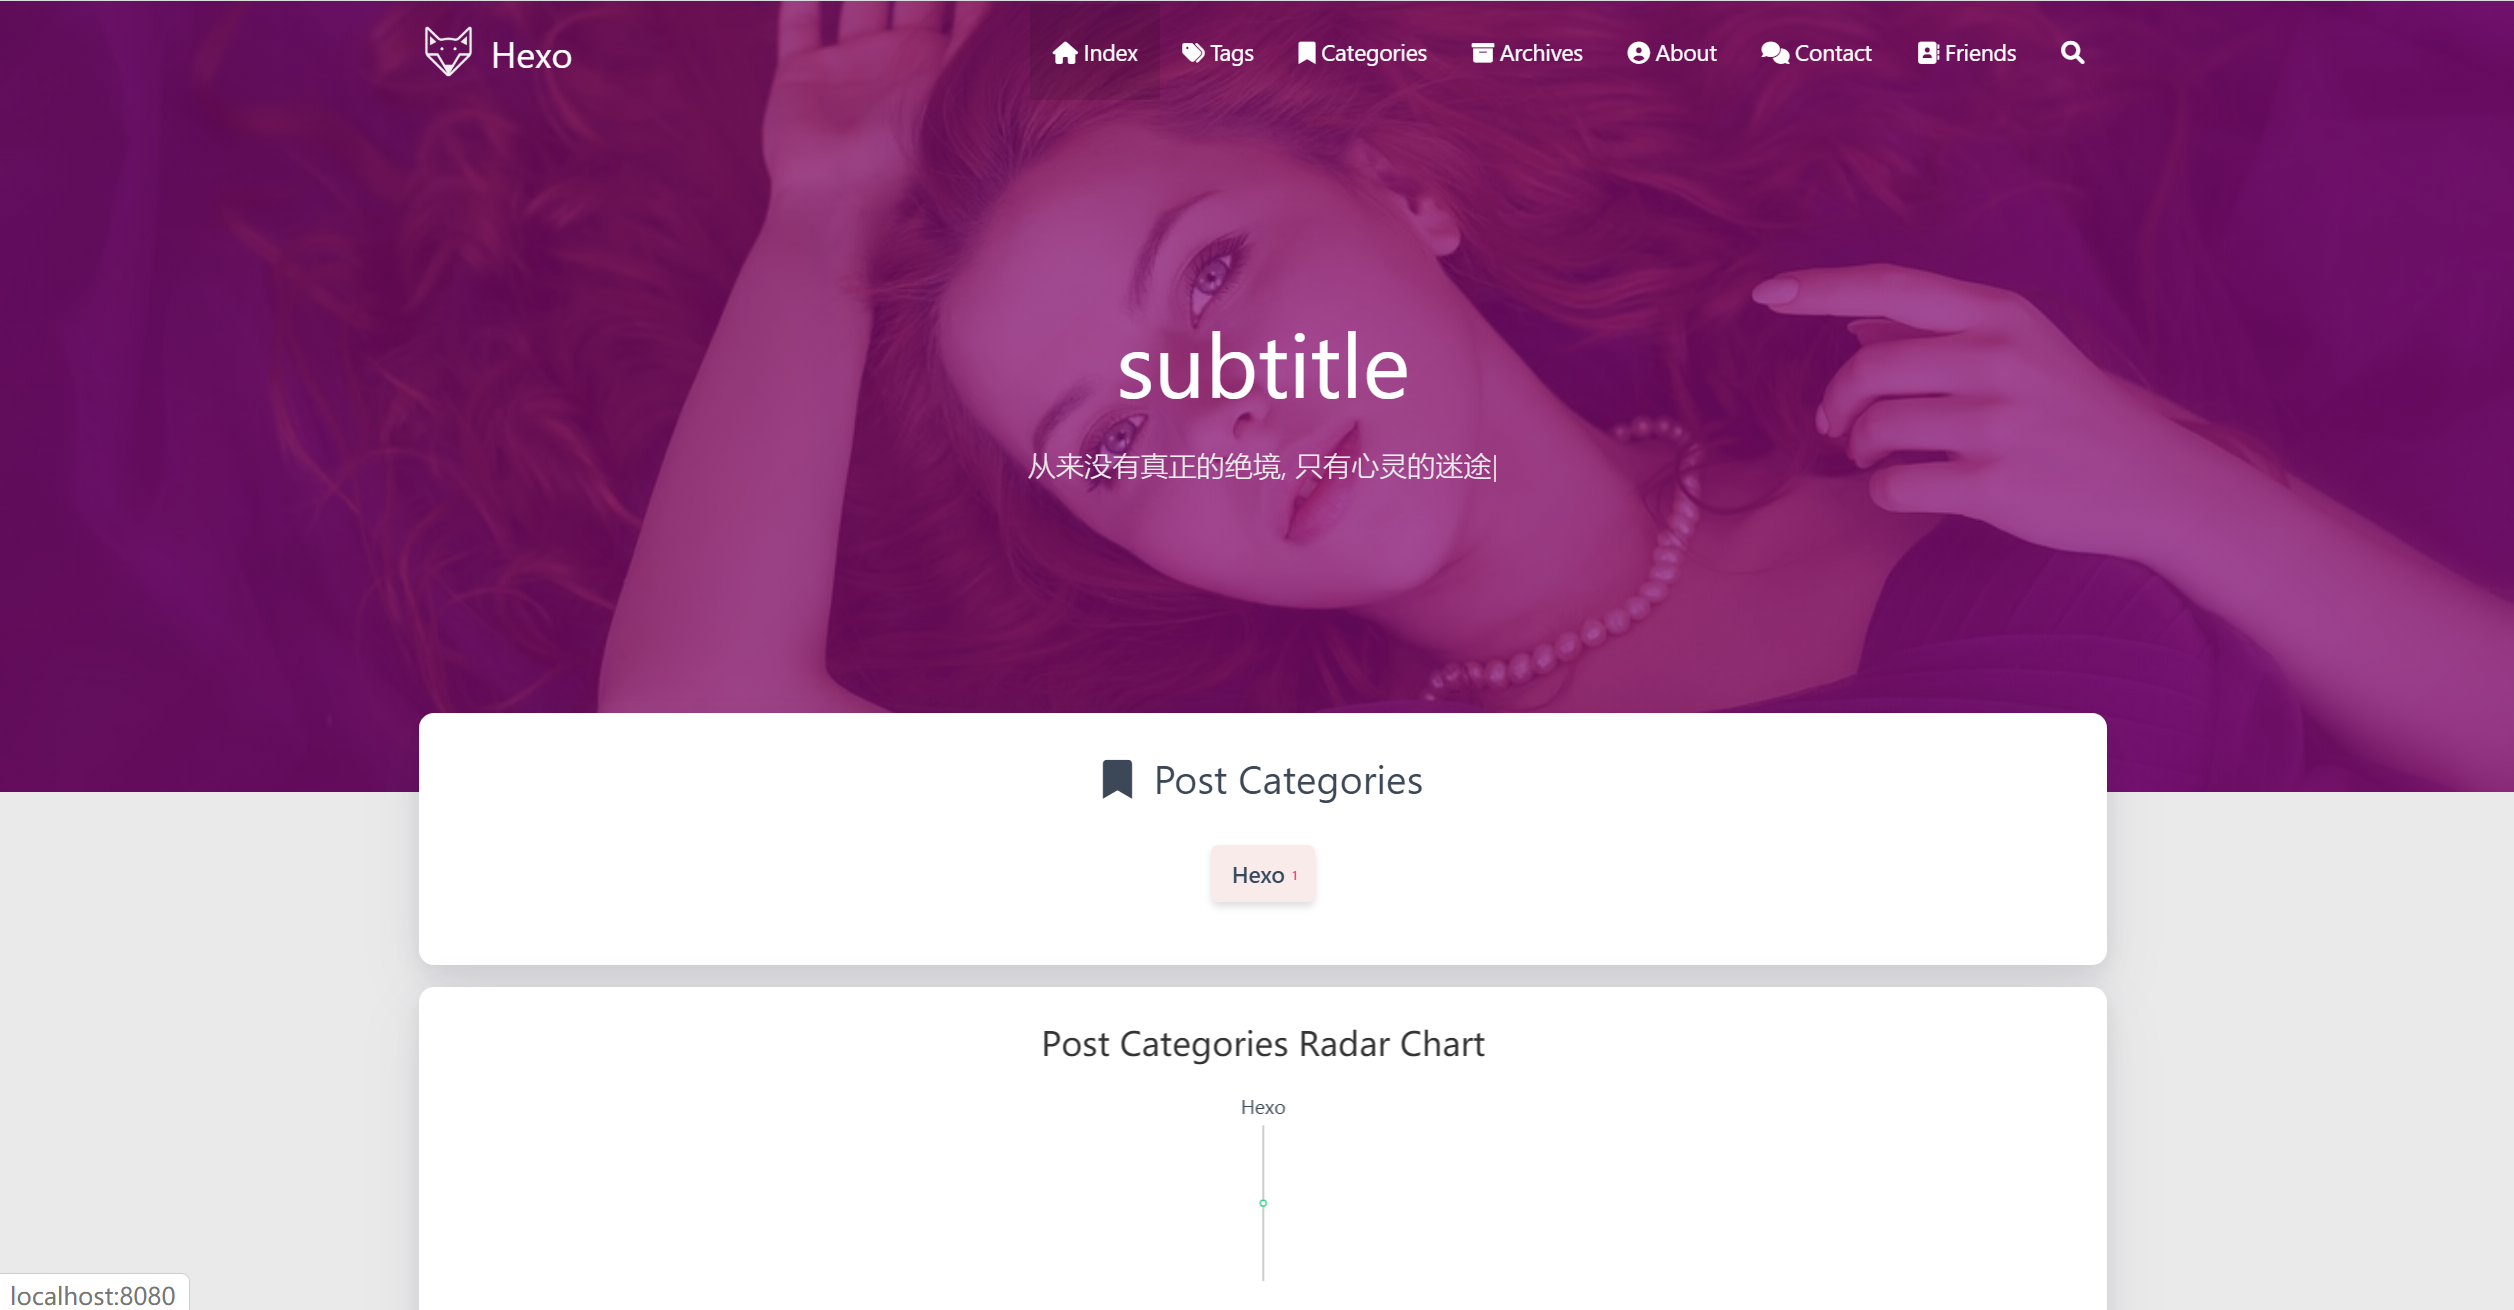 Hexo
Index Tags Categories Archives About Contact Friends
subtitle
从来没有真正的绝境, 只有心灵的迷途|
Post Categories
Hexo 1
Post Categories Radar Chart
Hexo
localhost:8080